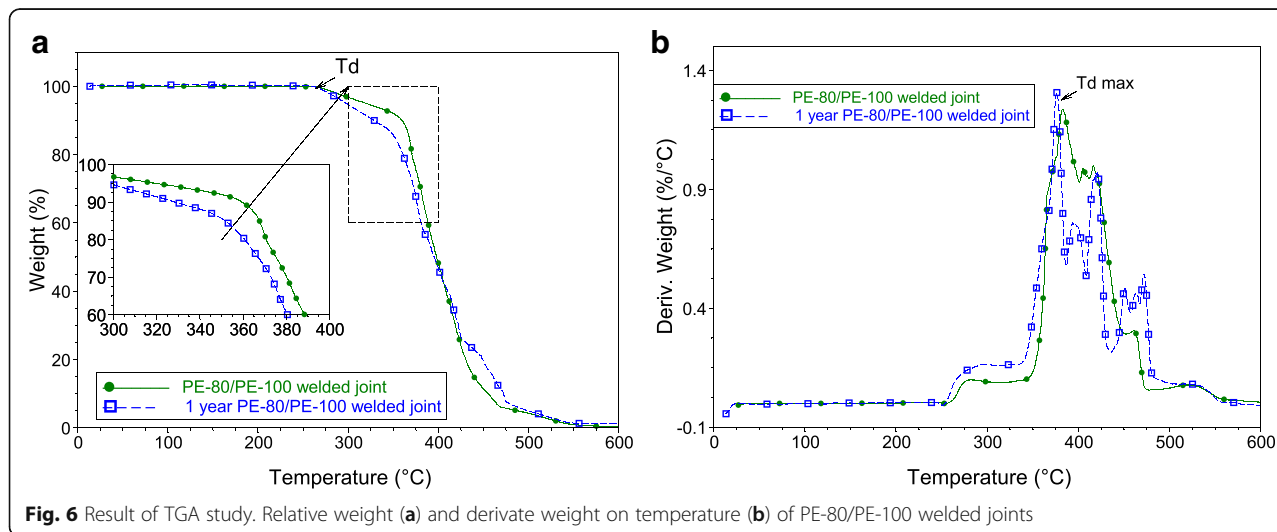 a
Td
Weight (%)
100
80
60
40
20
0
100
90
80
70
60
300 320 340 360 380 400
PE-80/PE-100 welded joint
1 year PE-80/PE-100 welded joint
0 100 200 300 400 500 600
Temperature (°C)
b
Td max
Deriv. Weight (%/°C)
1.4
0.9
0.4
-0.1
PE-80/PE-100 welded joint
1 year PE-80/PE-100 welded joint
0 100 200 300 400 500 600
Temperature (°C)
Fig. 6 Result of TGA study. Relative weight (a) and derivate weight on temperature (b) of PE-80/PE-100 welded joints